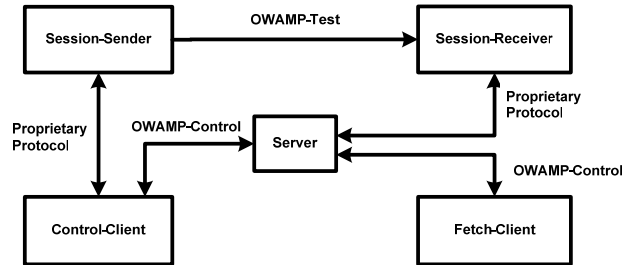 OWAMP-Test
Session-Sender
Session-Receiver
Proprietary
Protocol
OWAMP-Control
Server
Proprietary
Protocol
OWAMP-Control
Control-Client
Fetch-Client